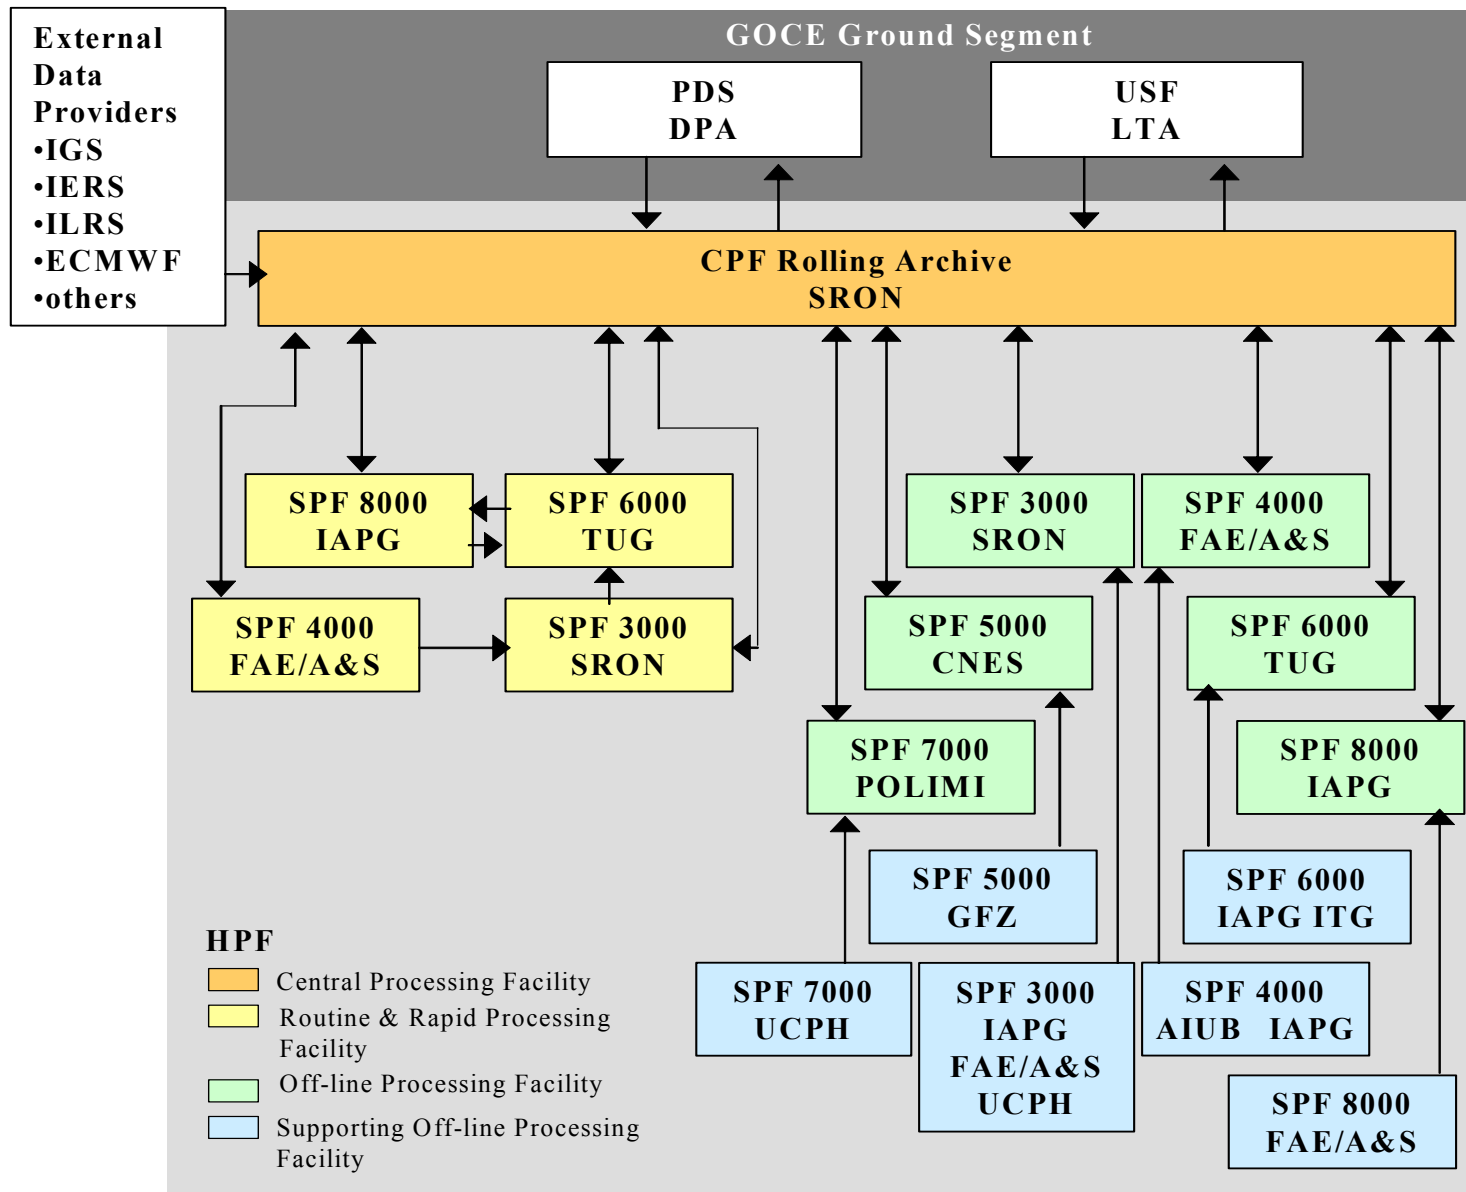 External
Data
Providers
•IGS
•IERS
•ILRS
•ECMWF
•others
GOCE Ground Segment
PDS
DPA
USF
LTA
CPF Rolling Archive
SRON
SPF 8000
IAPG
SPF 6000
TUG
SPF 4000
FAE/A&S
SPF 3000
SRON
SPF 3000
SRON
SPF 4000
FAE/A&S
SPF 5000
CNES
SPF 6000
TUG
SPF 7000
POLIMI
SPF 8000
IAPG
SPF 5000
GFZ
SPF 6000
IAPG ITG
SPF 7000
UCPH
SPF 3000
IAPG
FAE/A&S
UCPH
SPF 4000
AIUB IAPG
SPF 8000
FAE/A&S
HPF
Central Processing Facility
Routine & Rapid Processing
Facility
Off-line Processing Facility
Supporting Off-line Processing
Facility